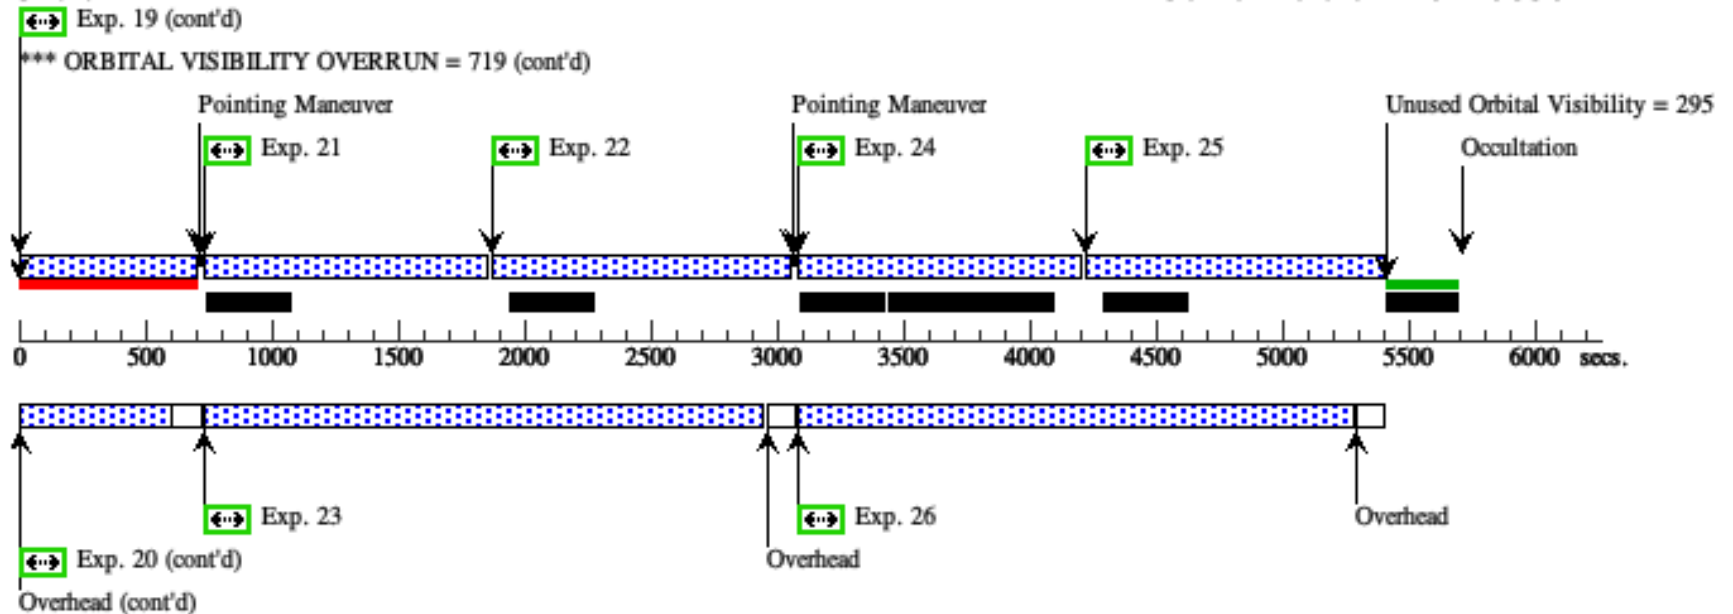 Exp. 19 (cont'd)
*** ORBITAL VISIBILITY OVERRUN = 719 (cont'd)
Pointing Maneuver
Pointing Maneuver
Unused Orbital Visibility = 295
Exp. 21
Exp. 22
Exp. 24
Exp. 25
Occultation
0 500 1000 1500 2000 2500 3000 3500 4000 4500 5000 5500 6000 secs.
Exp. 23
Exp. 26
Overhead
Exp. 20 (cont'd)
Overhead
Overhead (cont'd)